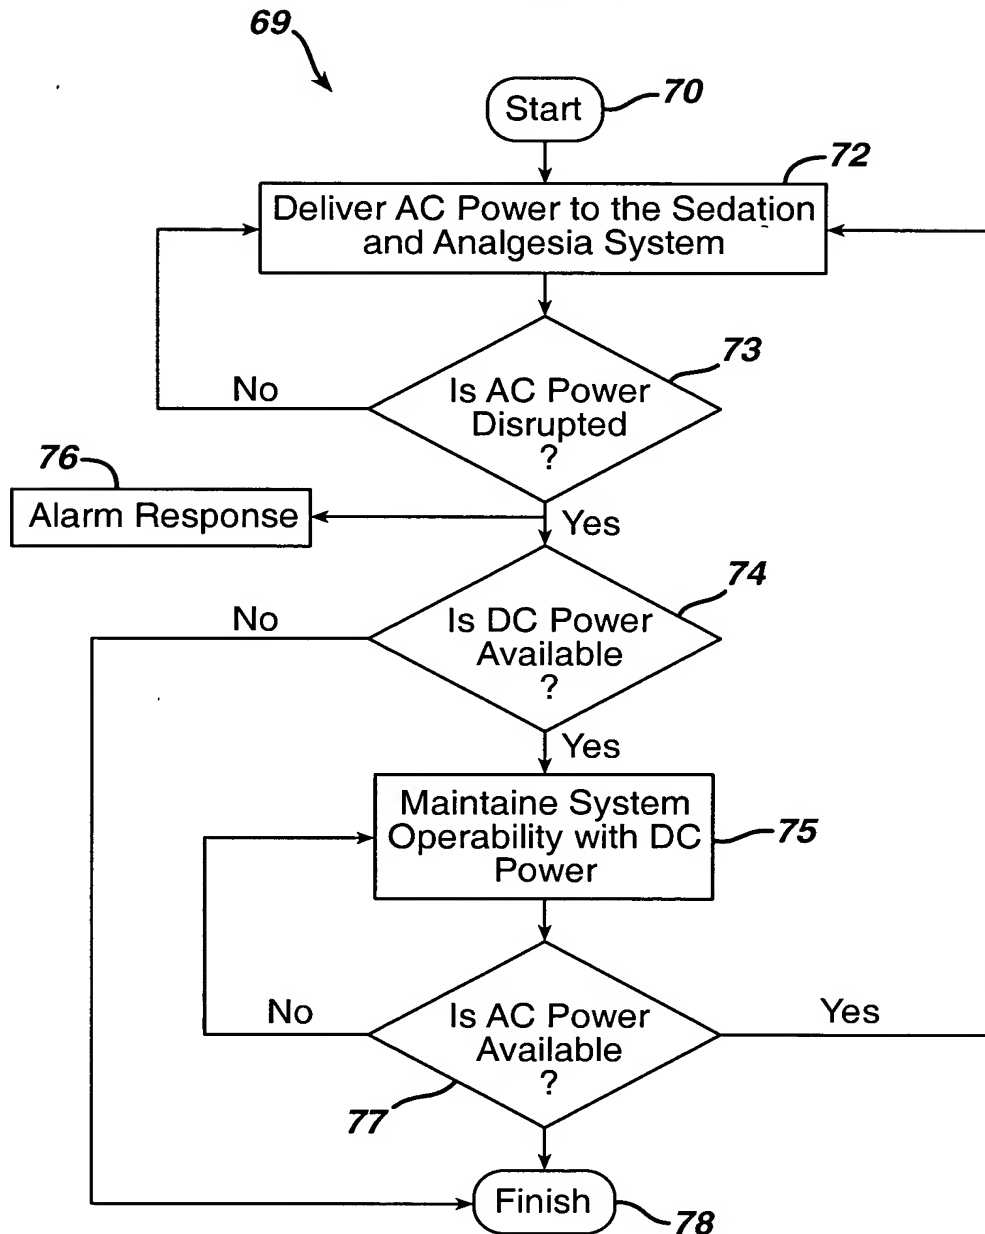 69
Start
70
72
Deliver AC Power to the Sedation
and Analgesia System
73
No
Is AC Power
Disrupted
?
76
Alarm Response
Yes
74
No
Is DC Power
Available
?
Yes
Maintaine System
Operability with DC
Power
75
No
Is AC Power
Available
?
Yes
77
Finish
78